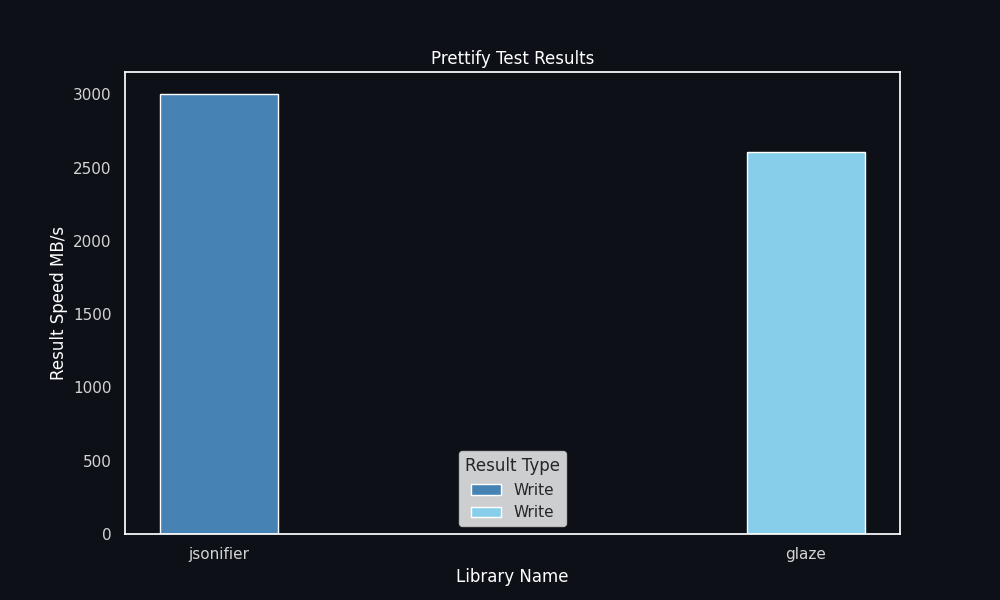 Prettify Test Results
Result Speed MB/s
3000
2500
2000
1500
1000
500
0
Result Type
Write
Write
jsonifier
glaze
Library Name